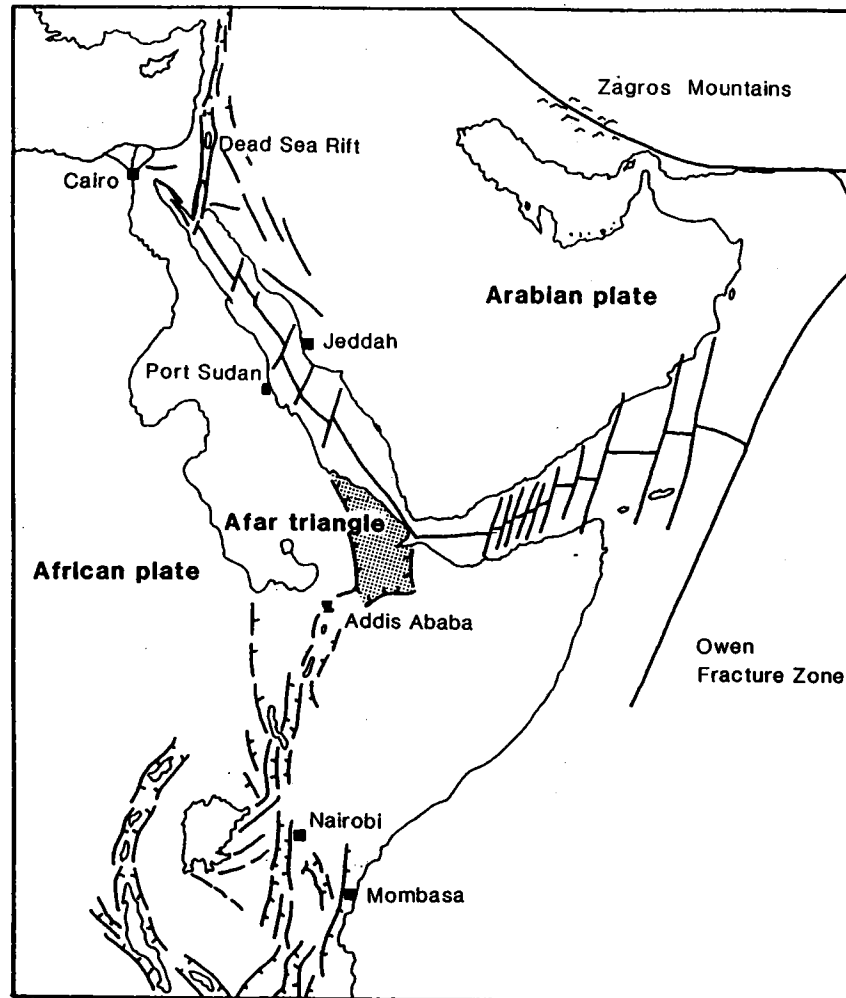 Zagros Mountains
Dead Sea Rift
Cairo
Arabian plate
Jeddah
Port Sudan
Afar triangle
African plate
Addis Ababa
Owen
Fracture Zone
Nairobi
Mombasa